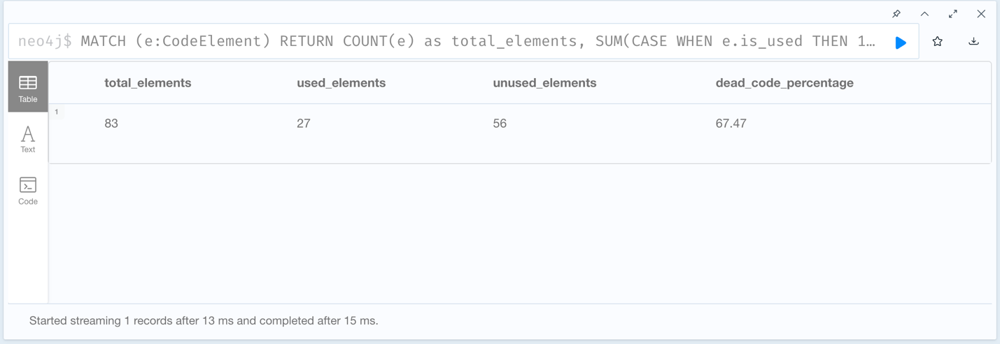 neo4j$ MATCH (e:CodeElement) RETURN COUNT(e) as total_elements, SUM(CASE WHEN e.is_used THEN 1…
Table
total_elements used_elements unused_elements dead_code_percentage
1
83 27 56 67.47
Text
Code
Started streaming 1 records after 13 ms and completed after 15 ms.